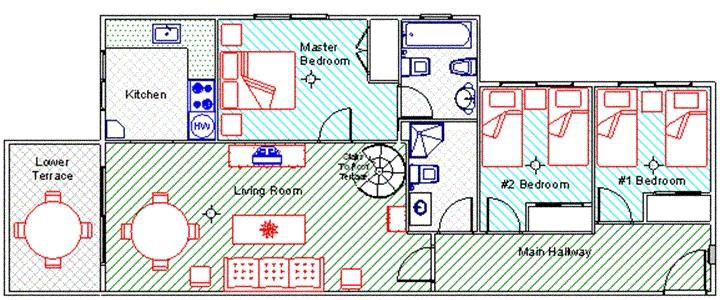 Master
Bedroom
Kitchen
HW
Lower
Terrace
Stairs
To Roof
Terrace
Living Room
#2 Bedroom
#1 Bedroom
Main Hallway